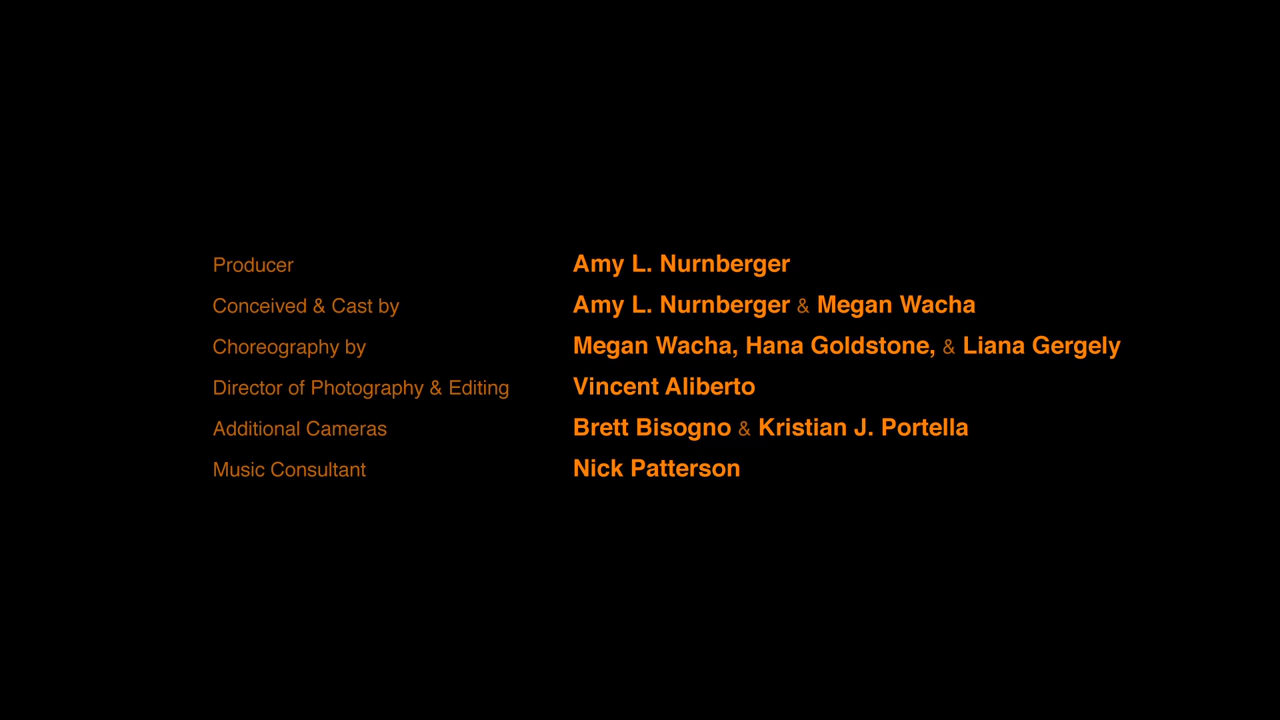 Producer Amy L. Nurnberger
Conceived & Cast by Amy L. Nurnberger & Megan Wacha
Choreography by Megan Wacha, Hana Goldstone, & Liana Gergely
Director of Photography & Editing Vincent Aliberto
Additional Cameras Brett Bisogno & Kristian J. Portella
Music Consultant Nick Patterson